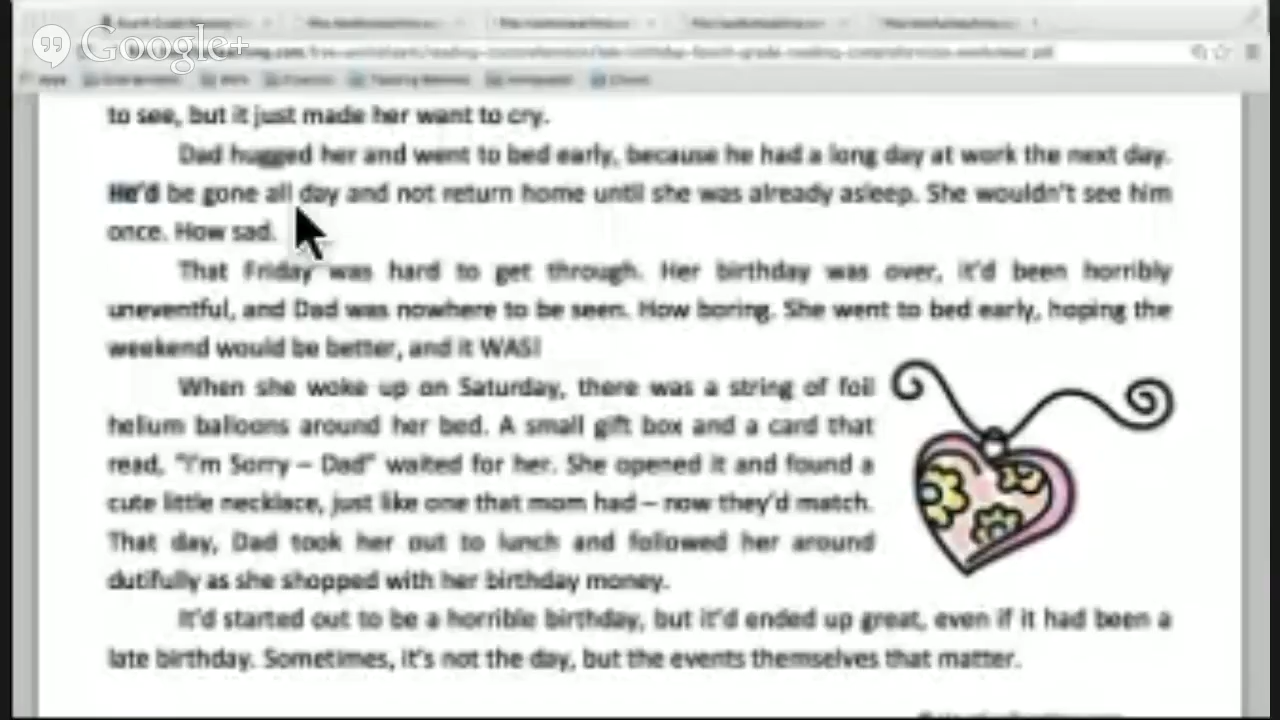 Google+
to see, but it just made her want to cry.
Dad hugged her and went to bed early, because he had a long day at work the next day.
He'd be gone all day and not return home until she was already asleep. She wouldn't see him
once. How sad.
That Friday was hard to get through. Her birthday was over, it'd been horribly
uneventful, and Dad was nowhere to be seen. How boring. She went to bed early, hoping the
weekend would be better, and it WAS!
When she woke up on Saturday, there was a string of foil
helium balloons around her bed. A small gift box and a card that
read, "I'm Sorry – Dad" waited for her. She opened it and found a
cute little necklace, just like one that mom had – now they'd match.
That day, Dad took her out to lunch and followed her around
dutifully as she shopped with her birthday money.
It'd started out to be a horrible birthday, but it'd ended up great, even if it had been a
late birthday. Sometimes, it's not the day, but the events themselves that matter.